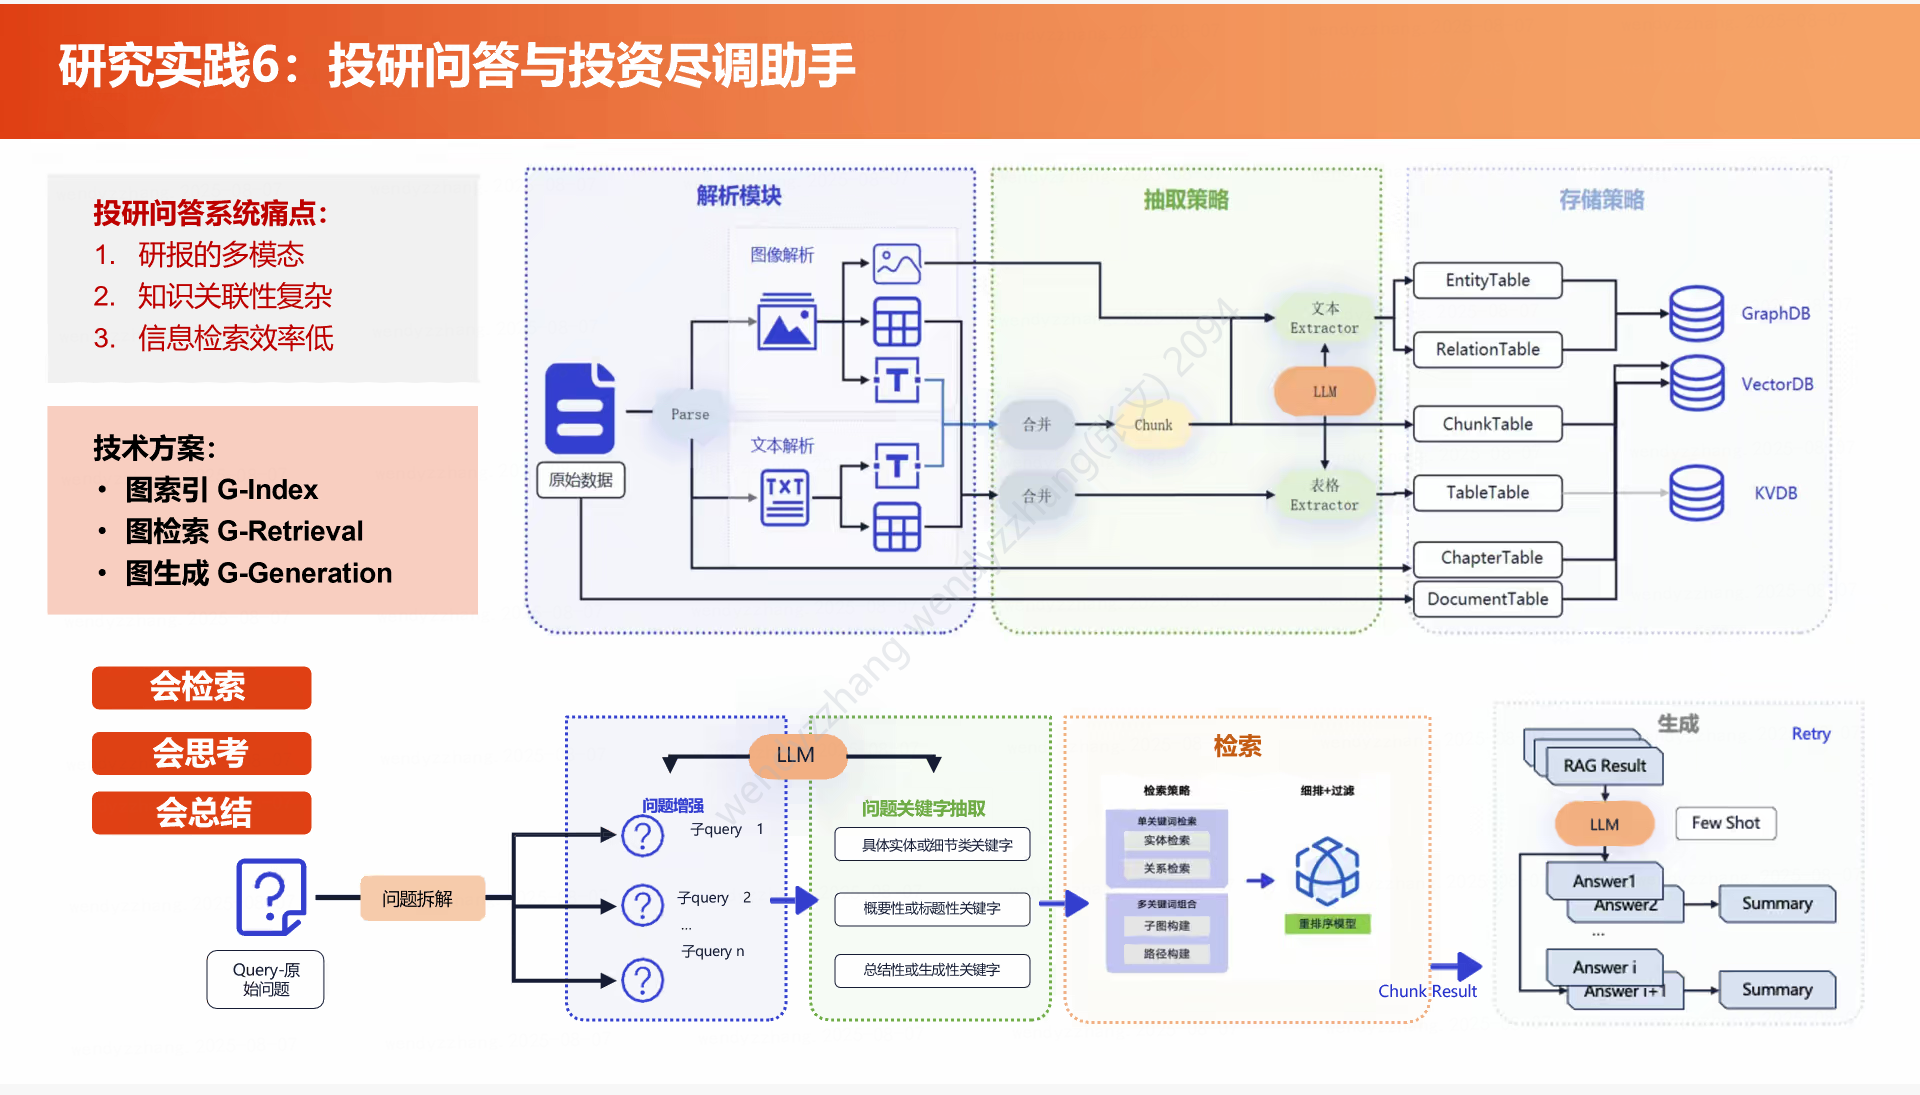 研究实践6：投研问答与投资尽调助手
投研问答系统痛点：
1. 研报的多模态
2. 知识关联性复杂
3. 信息检索效率低
技术方案：
• 图索引 G-Index
• 图检索 G-Retrieval
• 图生成 G-Generation
会检索
会思考
会总结
解析模块
图像解析
Parse
文本解析
TXT
T
T
原始数据
抽取策略
文本
Extractor
LLM
合并
Chunk
合并
表格
Extractor
存储策略
EntityTable
RelationTable
ChunkTable
TableTable
ChapterTable
DocumentTable
GraphDB
VectorDB
KVDB
Query-原
始问题
问题拆解
LLM
问题增强
子query 1
子query 2
...
子query n
问题关键字抽取
具体实体或细节类关键字
概要性或标题性关键字
总结性或生成性关键字
检索
检索策略
单关键词检索
实体检索
关系检索
多关键词组合
子图构建
路径构建
细排+过滤
重排序模型
Chunk Result
生成
Retry
RAG Result
LLM
Few Shot
Answer1
Answer2
Summary
...
Answer i
Answer i+1
Summary
wendyzzhang wendyzzhang(张文) 2094